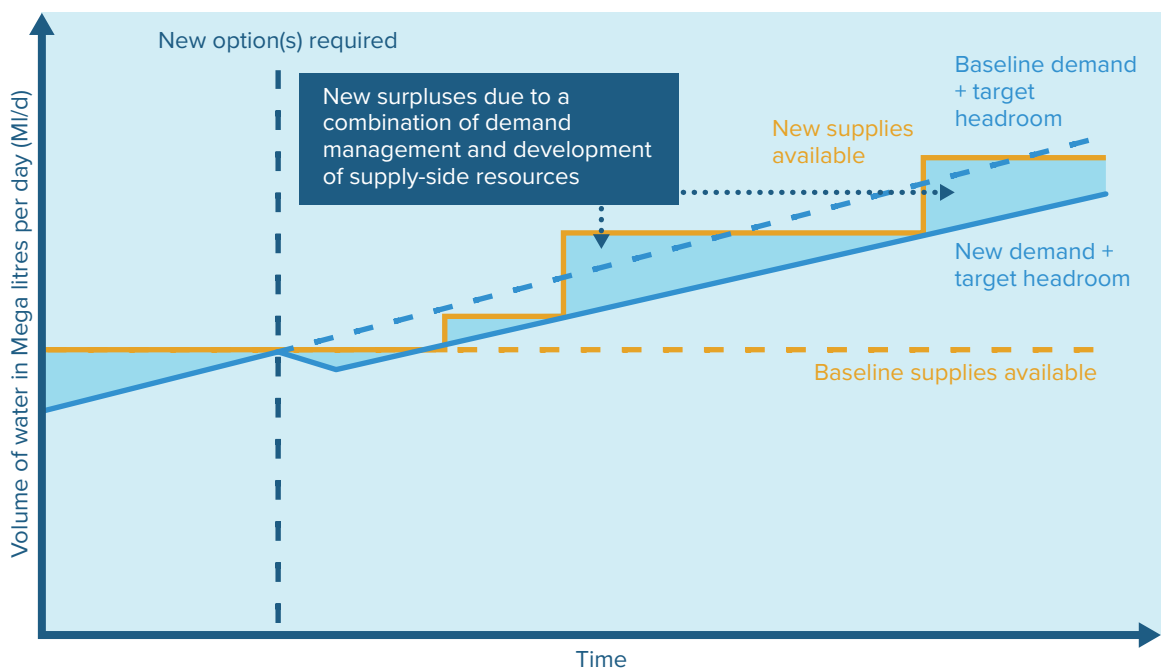 New option(s) required
New surpluses due to a
combination of demand
management and development
of supply-side resources
Baseline demand
+ target
headroom
New supplies
available
New demand +
target headroom
Baseline supplies available
Volume of water in Mega litres per day (Ml/d)
Time